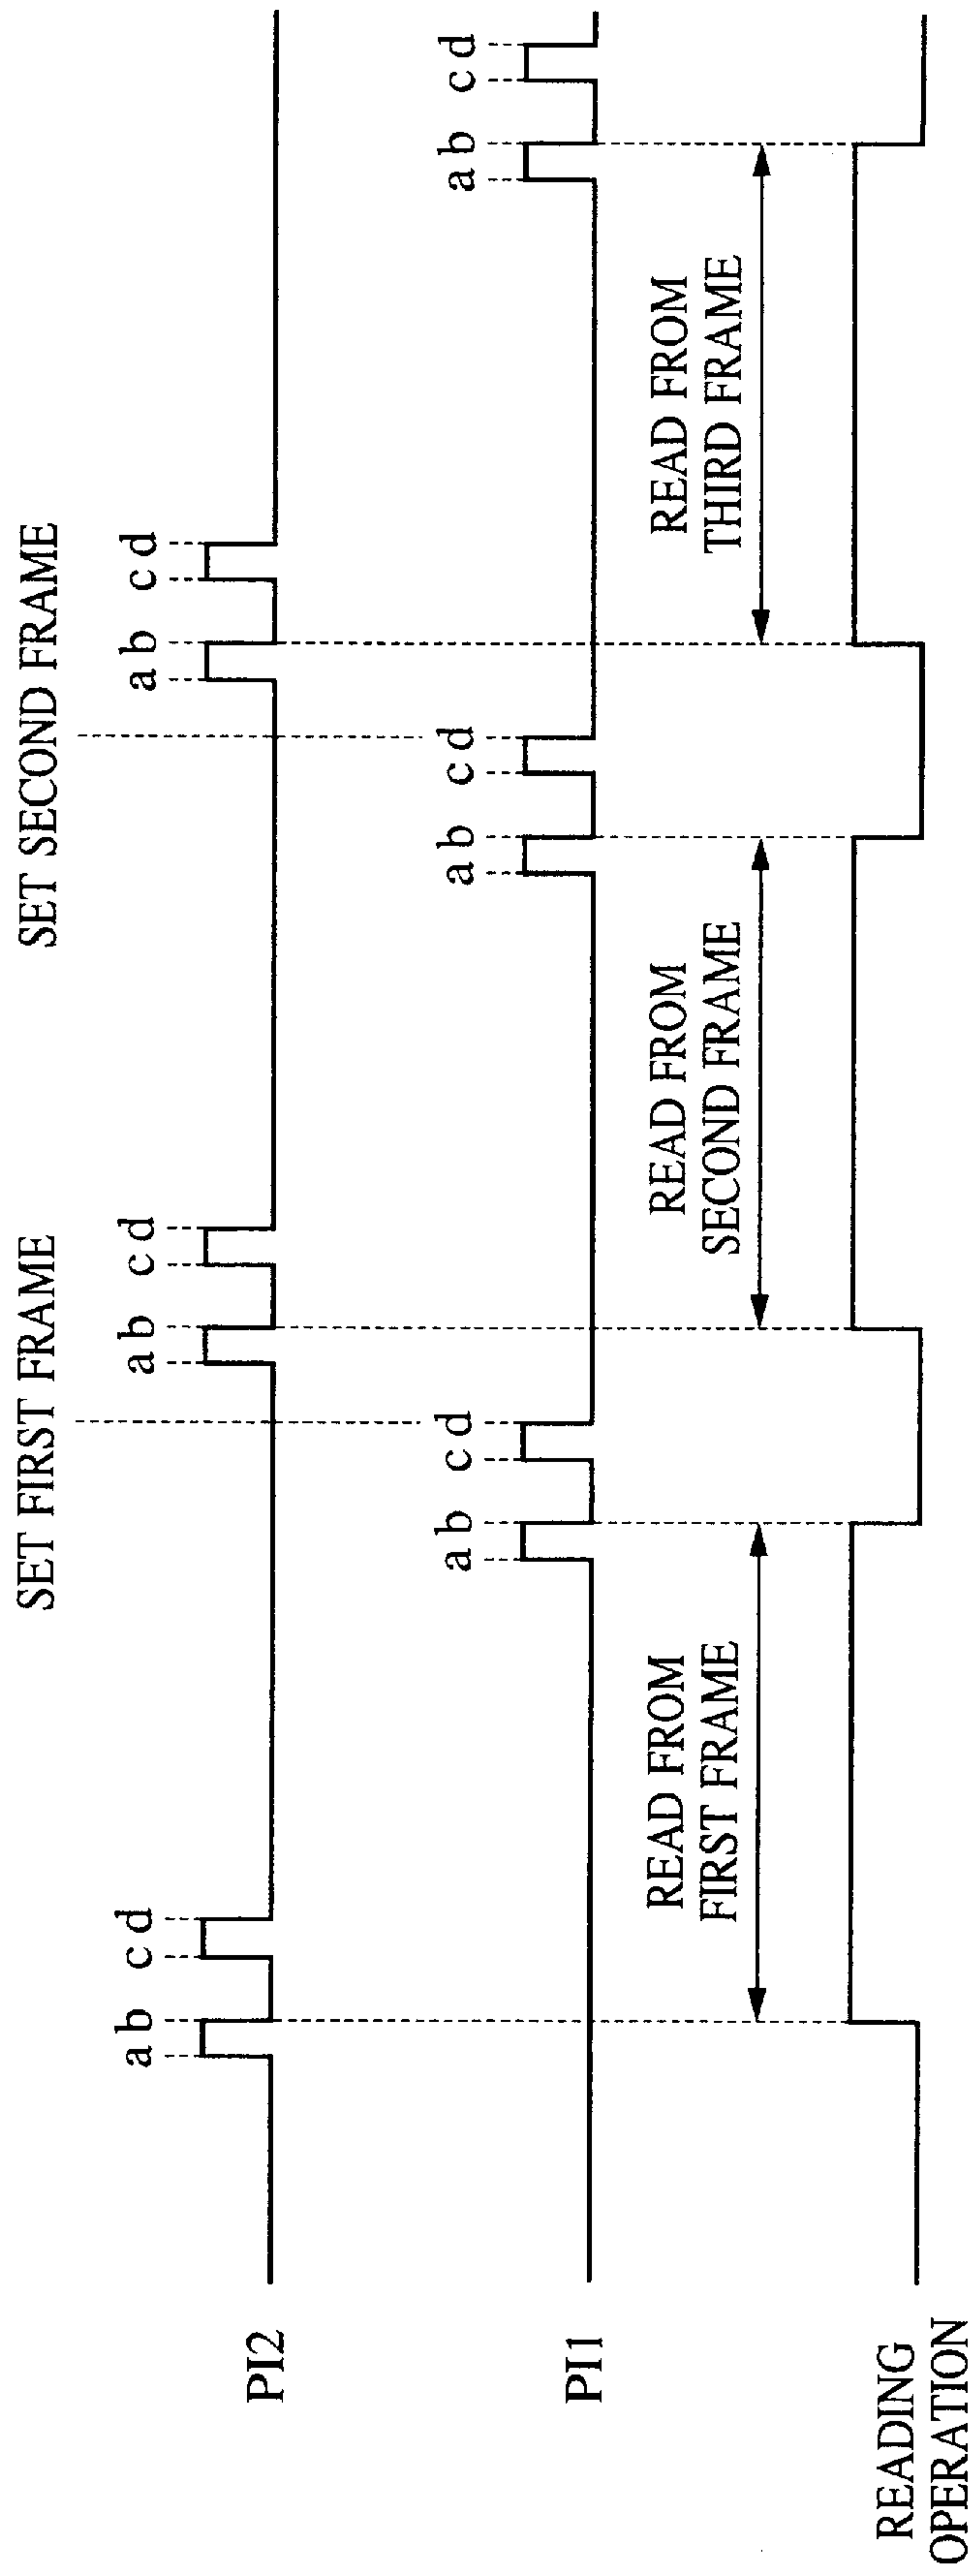 SET FIRST FRAME
SET SECOND FRAME
a b c d
a b c d
a b c d
PI2
a b c d
a b c d
a b c d
PI1
READ FROM
FIRST FRAME
READ FROM
SECOND FRAME
READ FROM
THIRD FRAME
READING
OPERATION